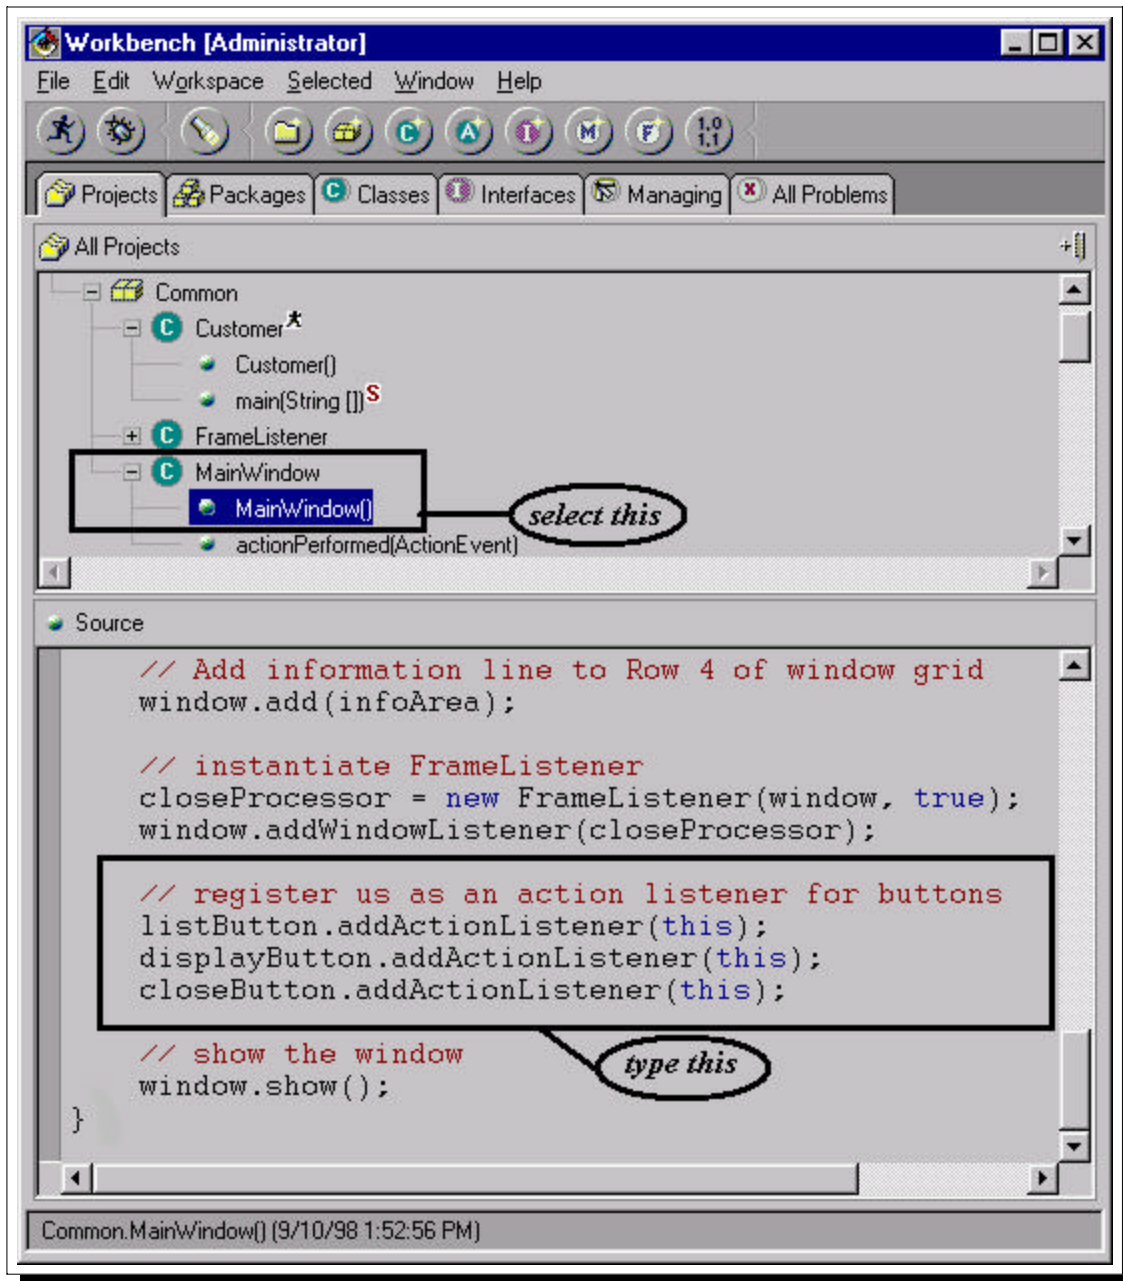 Workbench [Administrator]
File Edit Workspace Selected Window Help
C A I M F 1.0
1.1
Projects Packages C Classes I Interfaces Managing x All Problems
All Projects
Common
C Customer
Customer()
main(String []) S
C FrameListener
C MainWindow
MainWindow()
select this
actionPerformed(ActionEvent)
Source
// Add information line to Row 4 of window grid
window.add(infoArea);
// instantiate FrameListener
closeProcessor = new FrameListener(window, true);
window.addWindowListener(closeProcessor);
// register us as an action listener for buttons
listButton.addActionListener(this);
displayButton.addActionListener(this);
closeButton.addActionListener(this);
// show the window
type this
window.show();
}
Common.MainWindow() (9/10/98 1:52:56 PM)